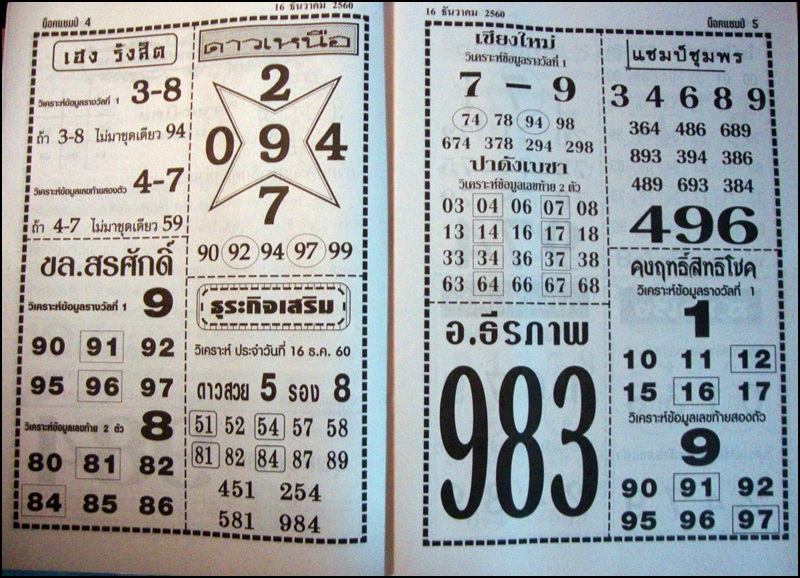 16 ธันวาคม 2560
น็อคแชมป์ 4
เฮง รังสิต
วิเคราะห์ข้อมูลรางวัลที่ 1 3-8
ถ้า 3-8 ไม่มาชุดเดียว 94
วิเคราะห์ข้อมูลเลขท้ายสองตัว 4-7
ถ้า 4-7 ไม่มาชุดเดียว 59
ดาวเหนือ
2
0 9 4
7
90 92 94 97 99
ขล.สรศักดิ์
วิเคราะห์ข้อมูลรางวัลที่ 1 9
90 91 92
95 96 97
วิเคราะห์ข้อมูลเลขท้าย 2 ตัว 8
80 81 82
84 85 86
ธุระกิจเสริม
วิเคราะห์ ประจำวันที่ 16 ธ.ค. 60
ดาวสวย 5 รอง 8
51 52 54 57 58
81 82 84 87 89
451 254
581 984
16 ธันวาคม 2560
น็อคแชมป์ 5
เชียงใหม่
วิเคราะห์ข้อมูลรางวัลที่ 1
7 - 9
74 78 94 98
674 378 294 298
ปาดังเบซา
วิเคราะห์ข้อมูลเลขท้าย 2 ตัว
03 04 06 07 08
13 14 16 17 18
33 34 36 37 38
63 64 66 67 68
แชมป์ชุมพร
3 4 6 8 9
364 486 689
893 394 386
489 693 384
496
อ.ธีรภาพ
983
คุงฤทธิ์สิทธิโชค
วิเคราะห์ข้อมูลรางวัลที่ 1
1
10 11 12
15 16 17
วิเคราะห์ข้อมูลเลขท้ายสองตัว
9
90 91 92
95 96 97